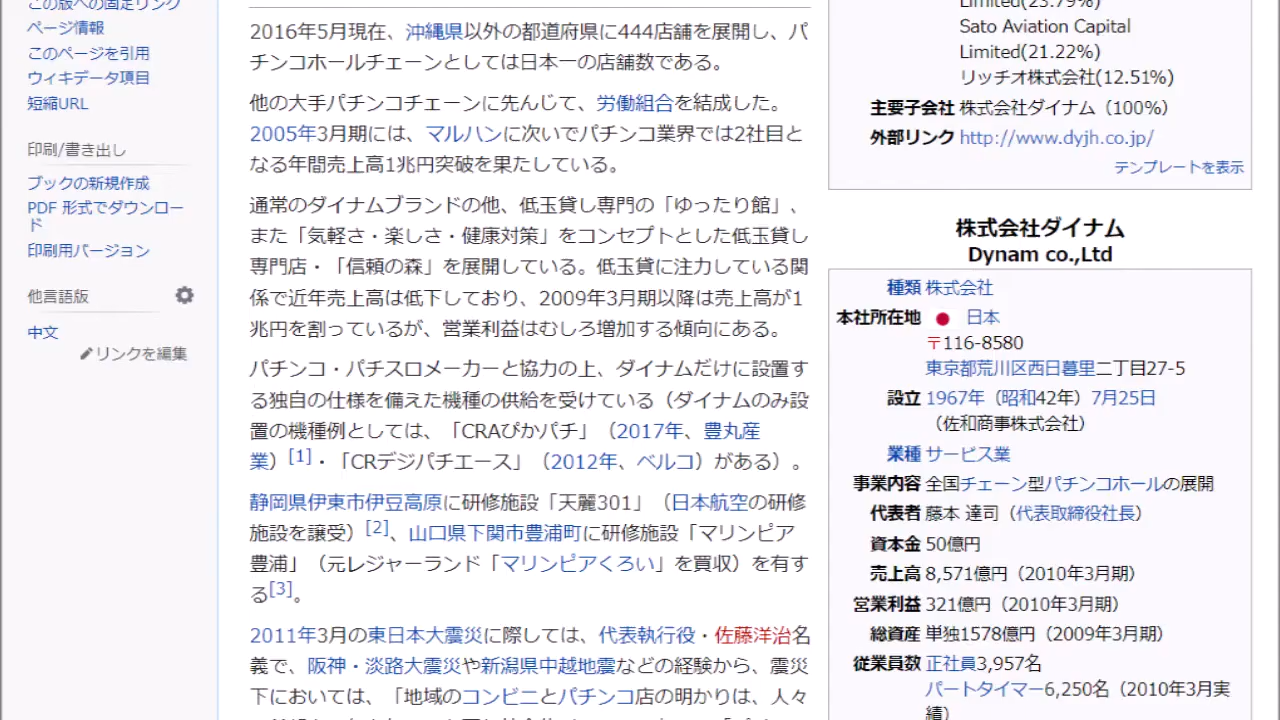 この版への固定リンク
ページ情報
このページを引用
ウィキデータ項目
短縮URL
印刷/書き出し
ブックの新規作成
PDF 形式でダウンロー
ド
印刷用バージョン
他言語版
中文
リンクを編集
2016年5月現在、沖縄県以外の都道府県に444店舗を展開し、パ
チンコホールチェーンとしては日本一の店舗数である。
他の大手パチンコチェーンに先んじて、労働組合を結成した。
2005年3月期には、マルハンに次いでパチンコ業界では2社目と
なる年間売上高1兆円突破を果たしている。
通常のダイナムブランドの他、低玉貸し専門の「ゆったり館」、
また「気軽さ・楽しさ・健康対策」をコンセプトとした低玉貸し
専門店・「信頼の森」を展開している。低玉貸に注力している関
係で近年売上高は低下しており、2009年3月期以降は売上高が1
兆円を割っているが、営業利益はむしろ増加する傾向にある。
パチンコ・パチスロメーカーと協力の上、ダイナムだけに設置す
る独自の仕様を備えた機種の供給を受けている（ダイナムのみ設
置の機種例としては、「CRAぴかパチ」（2017年、豊丸産
業）[1]・「CRデジパチエース」（2012年、ベルコ）がある）。
静岡県伊東市伊豆高原に研修施設「天麗301」（日本航空の研修
施設を譲受）[2]、山口県下関市豊浦町に研修施設「マリンピア
豊浦」（元レジャーランド「マリンピアくろい」を買収）を有す
る[3]。
2011年3月の東日本大震災に際しては、代表執行役・佐藤洋治名
義で、阪神・淡路大震災や新潟県中越地震などの経験から、震災
下においては、「地域のコンビニとパチンコ店の明かりは、人々
Limited(23.79%)
Sato Aviation Capital
Limited(21.22%)
リッチオ株式会社(12.51%)
主要子会社 株式会社ダイナム（100%）
外部リンク http://www.dyjh.co.jp/
テンプレートを表示
株式会社ダイナム
Dynam co.,Ltd
種類 株式会社
本社所在地 日本
〒116-8580
東京都荒川区西日暮里二丁目27-5
設立 1967年（昭和42年）7月25日
（佐和商事株式会社）
業種 サービス業
事業内容 全国チェーン型パチンコホールの展開
代表者 藤本 達司（代表取締役社長）
資本金 50億円
売上高 8,571億円（2010年3月期）
営業利益 321億円（2010年3月期）
総資産 単独1578億円（2009年3月期）
従業員数 正社員3,957名
パートタイマー6,250名（2010年3月実
績）